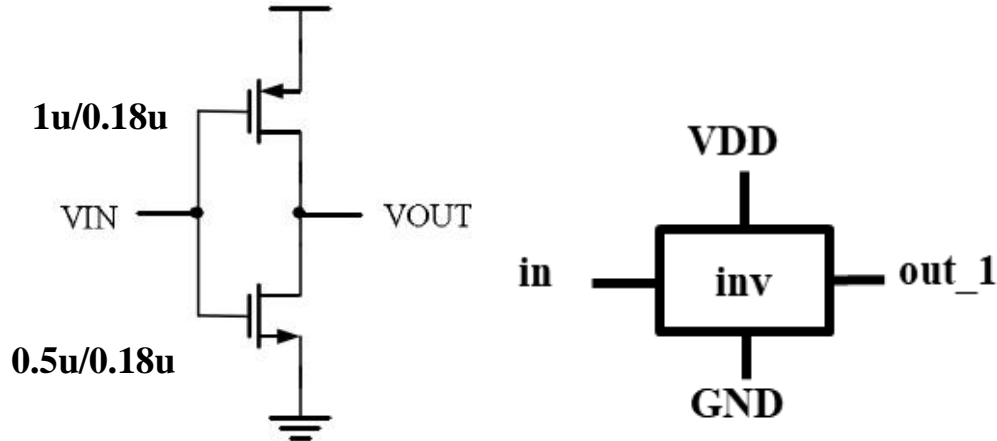 1u/0.18u
VIN
VOUT
0.5u/0.18u
VDD
in
inv
out_1
GND